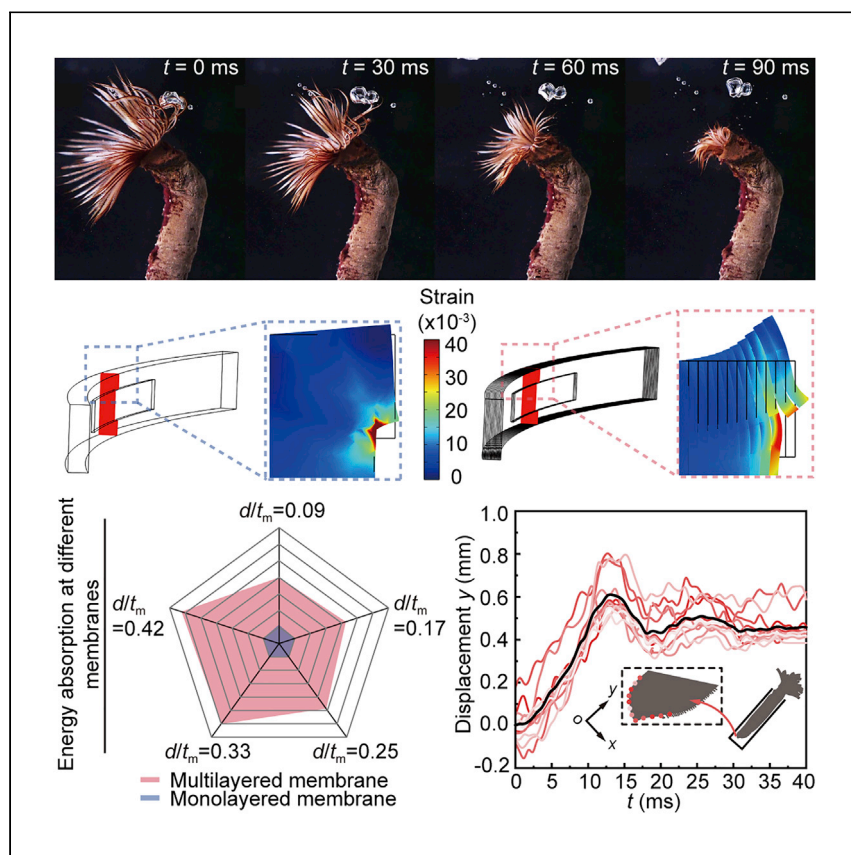 t = 0 ms
t = 30 ms
t = 60 ms
t = 90 ms
Strain
(x10⁻³)
40
30
20
10
0
Energy absorption at different
membranes
d/tₘ=0.09
d/tₘ
=0.42
d/tₘ
=0.17
d/tₘ=0.33
d/tₘ=0.25
Multilayered membrane
Monolayered membrane
Displacement y (mm)
1.0
0.8
0.6
0.4
0.2
0.0
-0.2
y
o
x
0
5
10
15
20
25
30
35
40
t (ms)